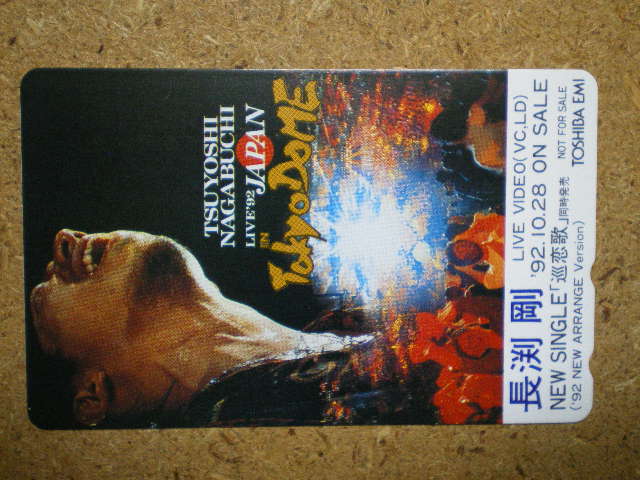 TSUYOSHI
NAGABUCHI
LIVE'92 JAPAN
IN
Tokyo DOME
長渕 剛
LIVE VIDEO(VC,LD)
'92.10.28 ON SALE
NEW SINGLE「巡恋歌」同時発売
('92 NEW ARRANGE Version)
NOT FOR SALE
TOSHIBA EMI